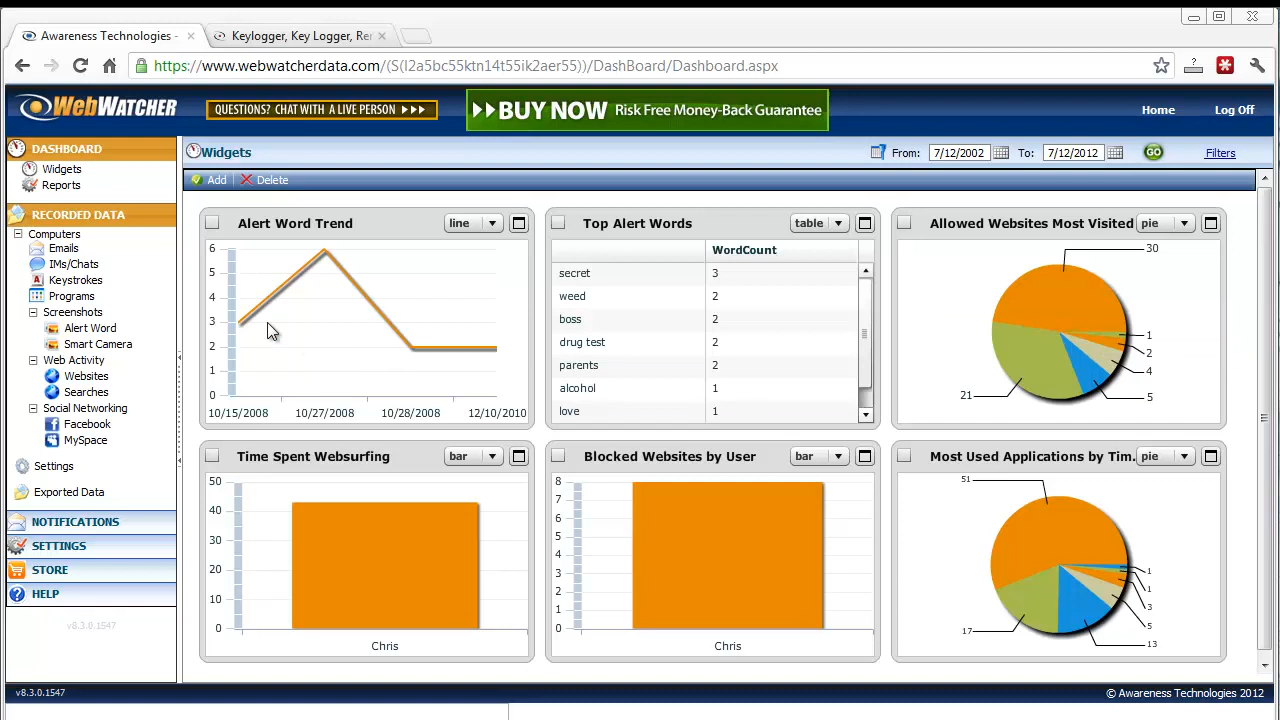 Awareness Technologies -
Keylogger, Key Logger, Rer
https://www.webwatcherdata.com/(S(l2a5bc55ktn14t55ik2aer55))/DashBoard/Dashboard.aspx
WEBWATCHER
QUESTIONS? CHAT WITH A LIVE PERSON
BUY NOW Risk Free Money-Back Guarantee
Home
Log Off
DASHBOARD
Widgets
Reports
RECORDED DATA
Computers
Emails
IMs/Chats
Keystrokes
Programs
Screenshots
Alert Word
Smart Camera
Web Activity
Websites
Searches
Social Networking
Facebook
MySpace
Settings
Exported Data
NOTIFICATIONS
SETTINGS
STORE
HELP
v8.3.0.1547
Widgets
From: 7/12/2002 To: 7/12/2012 GO Filters
Add Delete
Alert Word Trend line
6
5
4
3
2
1
0
10/15/2008 10/27/2008 10/28/2008 12/10/2010
Top Alert Words table
WordCount
secret 3
weed 2
boss 2
drug test 2
parents 2
alcohol 1
love 1
Allowed Websites Most Visited pie
30
1
2
4
5
21
Time Spent Websurfing bar
50
40
30
20
10
0
Chris
Blocked Websites by User bar
8
7
6
5
4
3
2
1
0
Chris
Most Used Applications by Tim. pie
51
1
1
3
5
13
17
v8.3.0.1547
© Awareness Technologies 2012